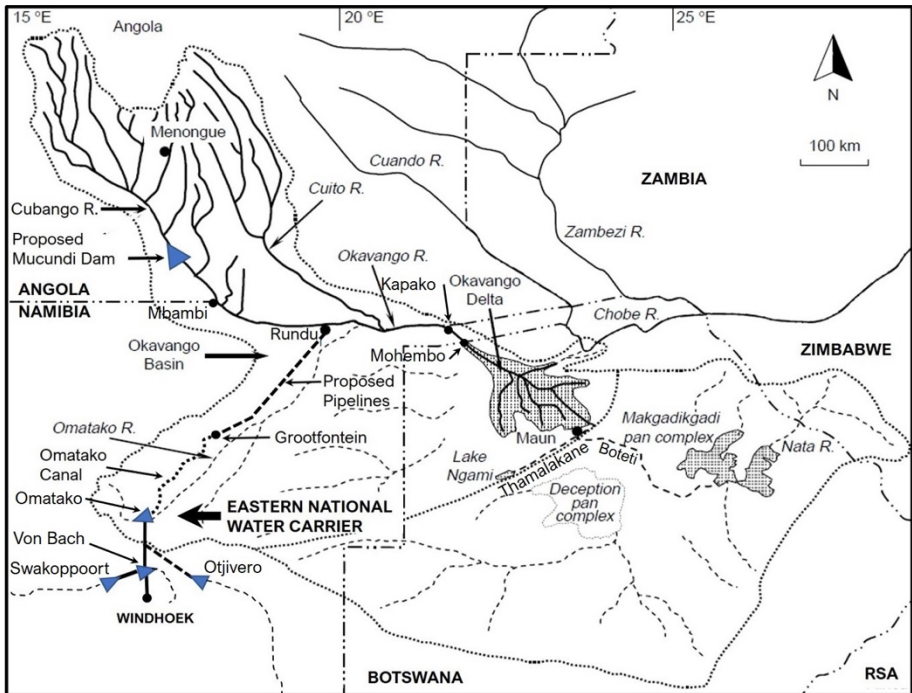 15 °E
20 °E
25 °E
Angola
N
100 km
Menongue
Cuando R.
Cuito R.
ZAMBIA
Cubango R.
Zambezi R.
Proposed
Mucundi Dam
Okavango R.
Kapako
Okavango
Delta
ANGOLA
NAMIBIA
Mbambi
Chobe R.
Rundu
Mohembo
ZIMBABWE
Okavango
Basin
Proposed
Pipelines
Makgadikgadi
pan complex
Omatako R.
Grootfontein
Maun
Nata R.
Omatako
Canal
Lake
Ngami
Thamalakane
Boteti
Deception
pan
complex
Omatako
EASTERN NATIONAL
WATER CARRIER
Von Bach
Swakoppoort
Otjivero
WINDHOEK
BOTSWANA
RSA